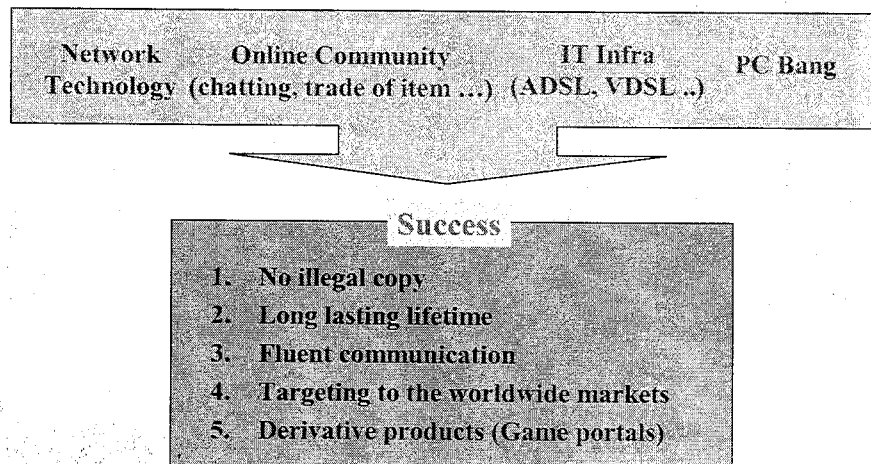 Network Online Community IT Infra PC Bang
Technology (chatting, trade of item ...) (ADSL, VDSL ..)
Success
1. No illegal copy
2. Long lasting lifetime
3. Fluent communication
4. Targeting to the worldwide markets
5. Derivative products (Game portals)